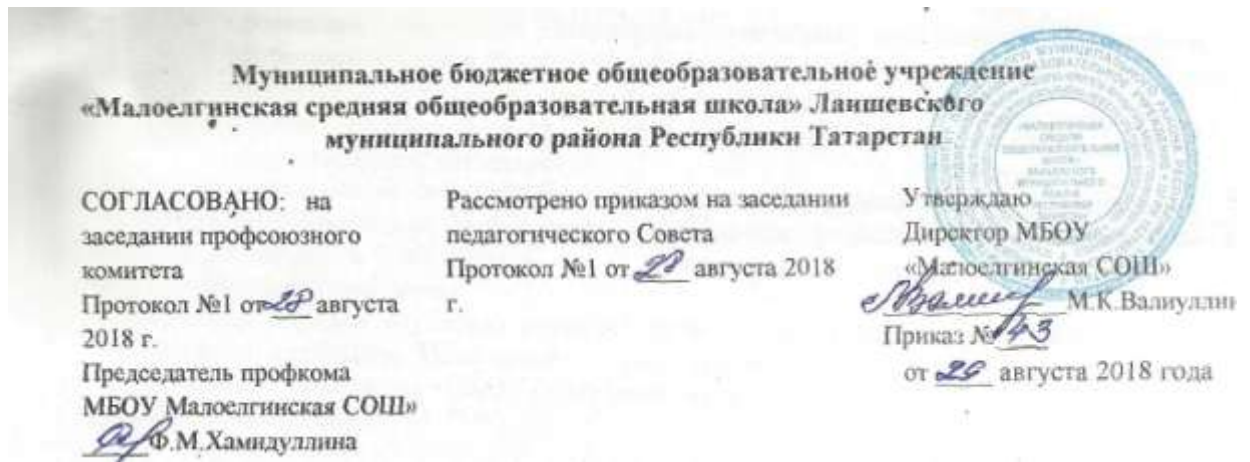 Муниципальное бюджетное общеобразовательное учреждение
«Малоелгинская средняя общеобразовательная школа» Лаишевского
муниципального района Республики Татарстан
СОГЛАСОВАНО: на
заседании профсоюзного
комитета
Протокол №1 от 28 августа
2018 г.
Председатель профкома
МБОУ Малоелгинская СОШ»
Ф.М.Хамидуллина
Рассмотрено приказом на заседании
педагогического Совета
Протокол №1 от 28 августа 2018
г.
Утверждаю
Директор МБОУ
«Малоелгинская СОШ»
М.К.Валиуллин
Приказ № 143
от 29 августа 2018 года